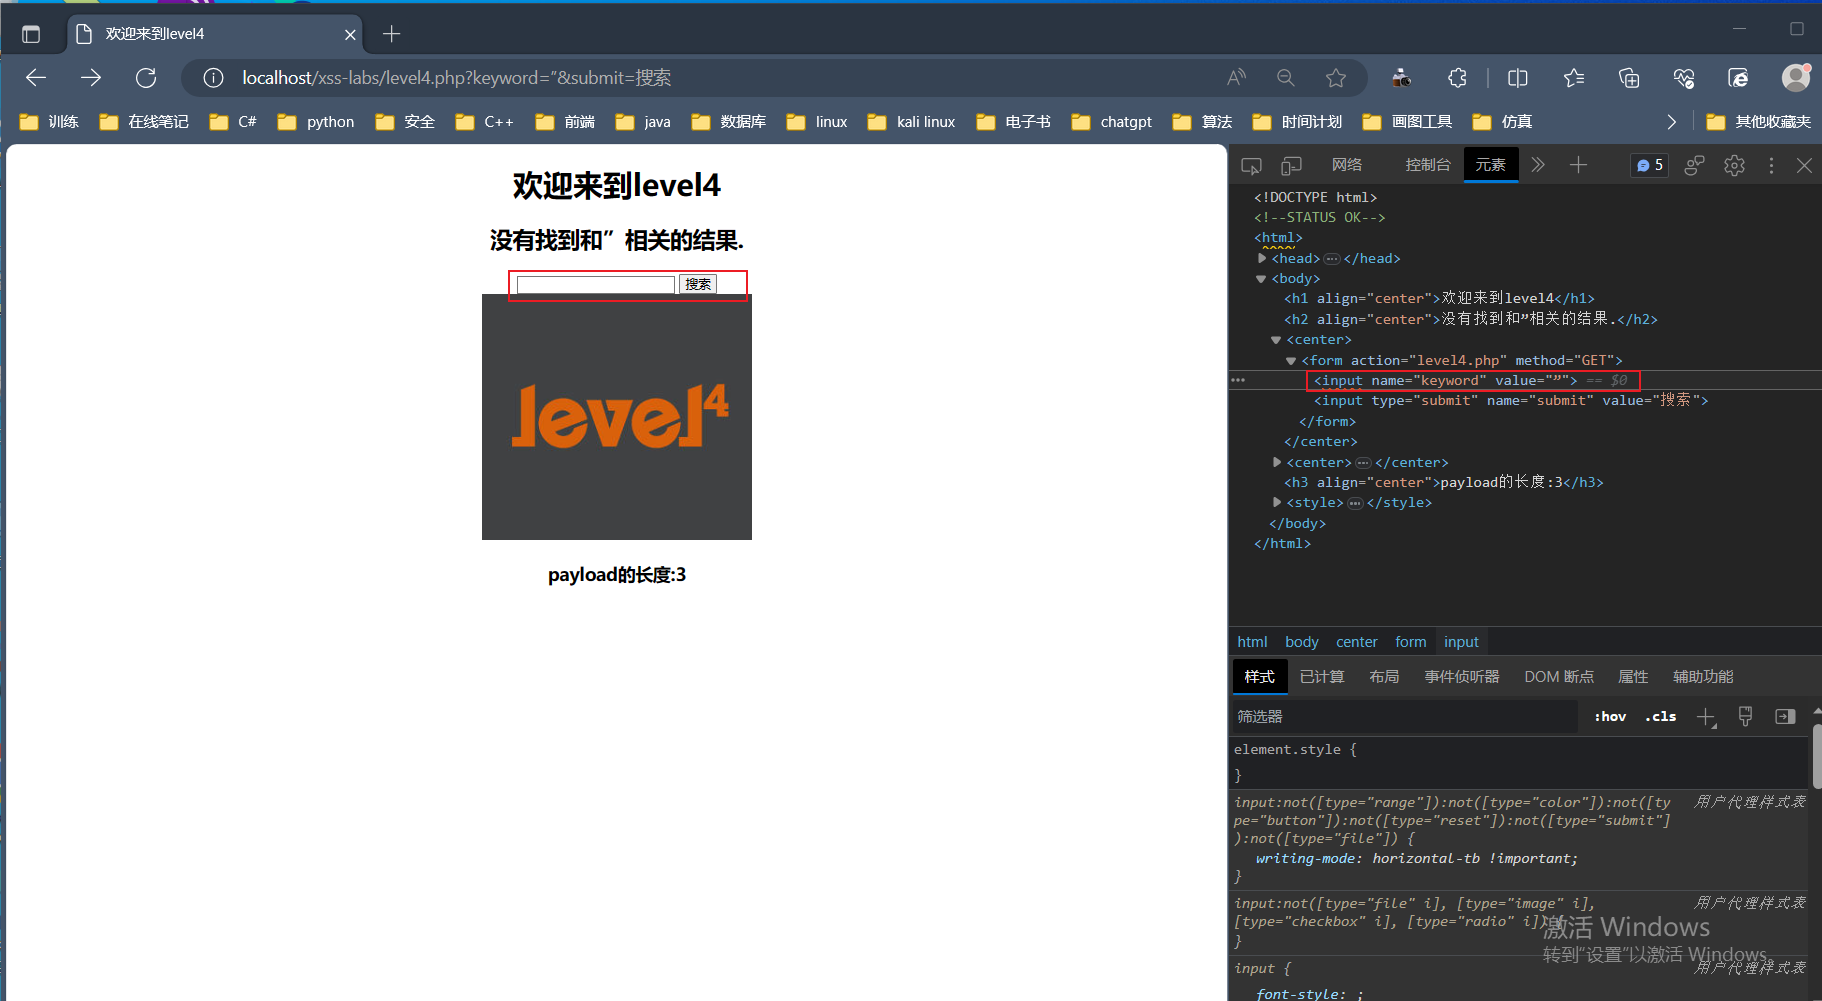 欢迎来到level4
localhost/xss-labs/level4.php?keyword=”&submit=搜索
训练 在线笔记 C# python 安全 C++ 前端 java 数据库 linux kali linux 电子书 chatgpt 算法 时间计划 画图工具 仿真 其他收藏夹
欢迎来到level4
没有找到和”相关的结果.
搜索
level4
payload的长度:3
网络 控制台 元素 5
<!DOCTYPE html>
<!--STATUS OK-->
<html>
<head>⋯</head>
<body>
<h1 align="center">欢迎来到level4</h1>
<h2 align="center">没有找到和”相关的结果.</h2>
<center>
<form action="level4.php" method="GET">
<input name="keyword" value="”"> == $0
<input type="submit" name="submit" value="搜索">
</form>
</center>
<center>⋯</center>
<h3 align="center">payload的长度:3</h3>
<style>⋯</style>
</body>
</html>
html body center form input
样式 已计算 布局 事件侦听器 DOM 断点 属性 辅助功能
筛选器 :hov .cls
element.style {
}
input:not([type="range"]):not([type="color"]):not([ty 用户代理样式表
pe="button"]):not([type="reset"]):not([type="submit"]
):not([type="file"]) {
writing-mode: horizontal-tb !important;
}
input:not([type="file" i], [type="image" i], 用户代理样式表
[type="checkbox" i], [type="radio" i])
}
激活 Windows
转到“设置”以激活 Windows。
input { 用户代理样式表
font-style: ;